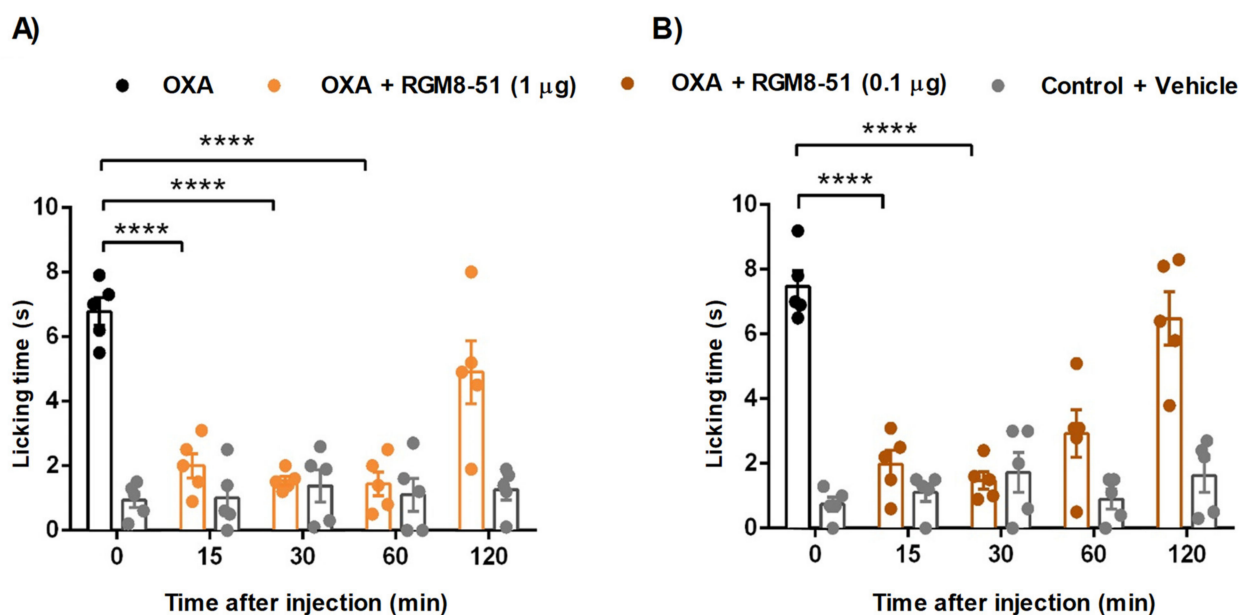 A)
B)
OXA
OXA + RGM8-51 (1 μg)
OXA + RGM8-51 (0.1 μg)
Control + Vehicle
****
****
****
10
8
6
4
2
0
Licking time (s)
0 15 30 60 120
Time after injection (min)
****
****
10
8
6
4
2
0
Licking time (s)
0 15 30 60 120
Time after injection (min)